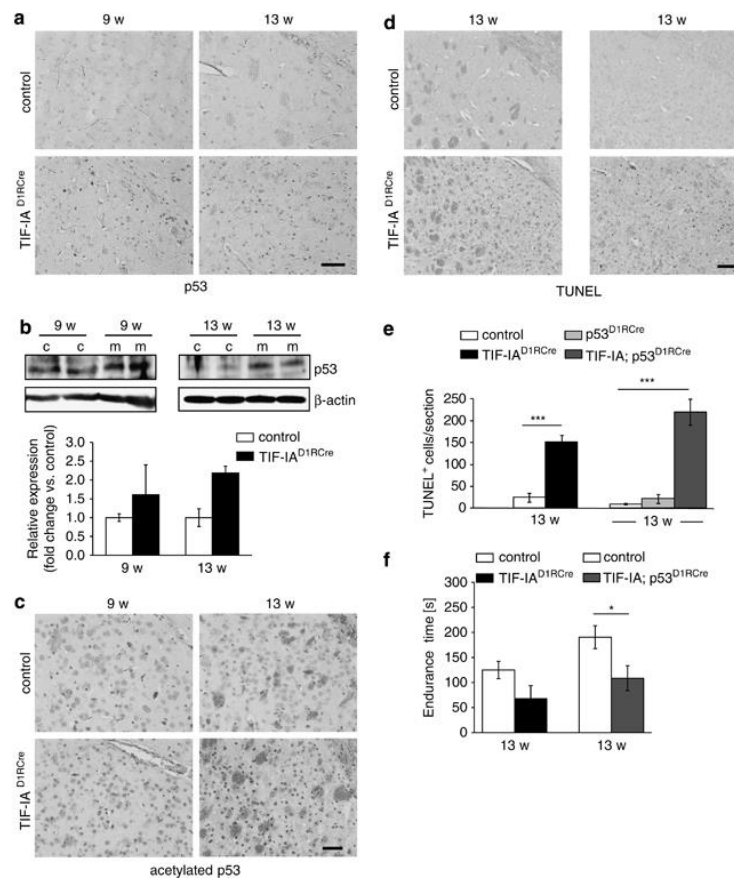 a
9 w 13 w
control
TIF-IA D1RCre
p53
b
9 w 9 w 13 w 13 w
c c m m c c m m
p53
β-actin
control
TIF-IA D1RCre
Relative expression
(fold change vs. control)
3.0
2.5
2.0
1.5
1.0
0.5
0.0
9 w 13 w
c
9 w 13 w
control
TIF-IA D1RCre
acetylated p53
d
13 w 13 w
control
TIF-IA D1RCre
TUNEL
e
control p53D1RCre
TIF-IAD1RCre TIF-IA; p53D1RCre
TUNEL+ cells/section
250
200
150
100
50
0
*** ***
13 w 13 w
f
control control
TIF-IAD1RCre TIF-IA; p53D1RCre
Endurance time [s]
300
250
200
150
100
50
0
*
13 w 13 w